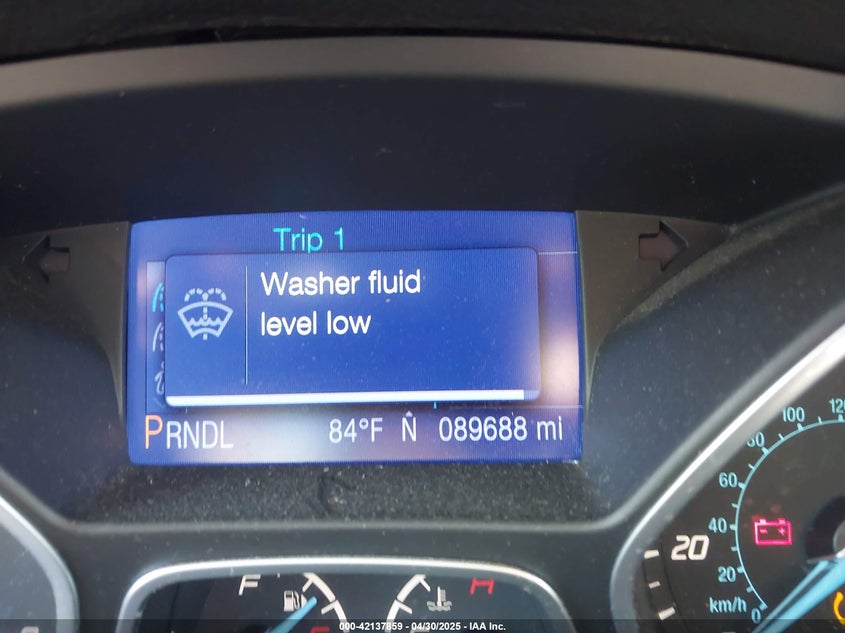 Trip 1
Washer fluid
level low
PRNDL 84°F N 089688 mi
120
100
80
60
40
20
20
km/h 0
F H
000-42137859 - 04/30/2025 - IAA Inc.